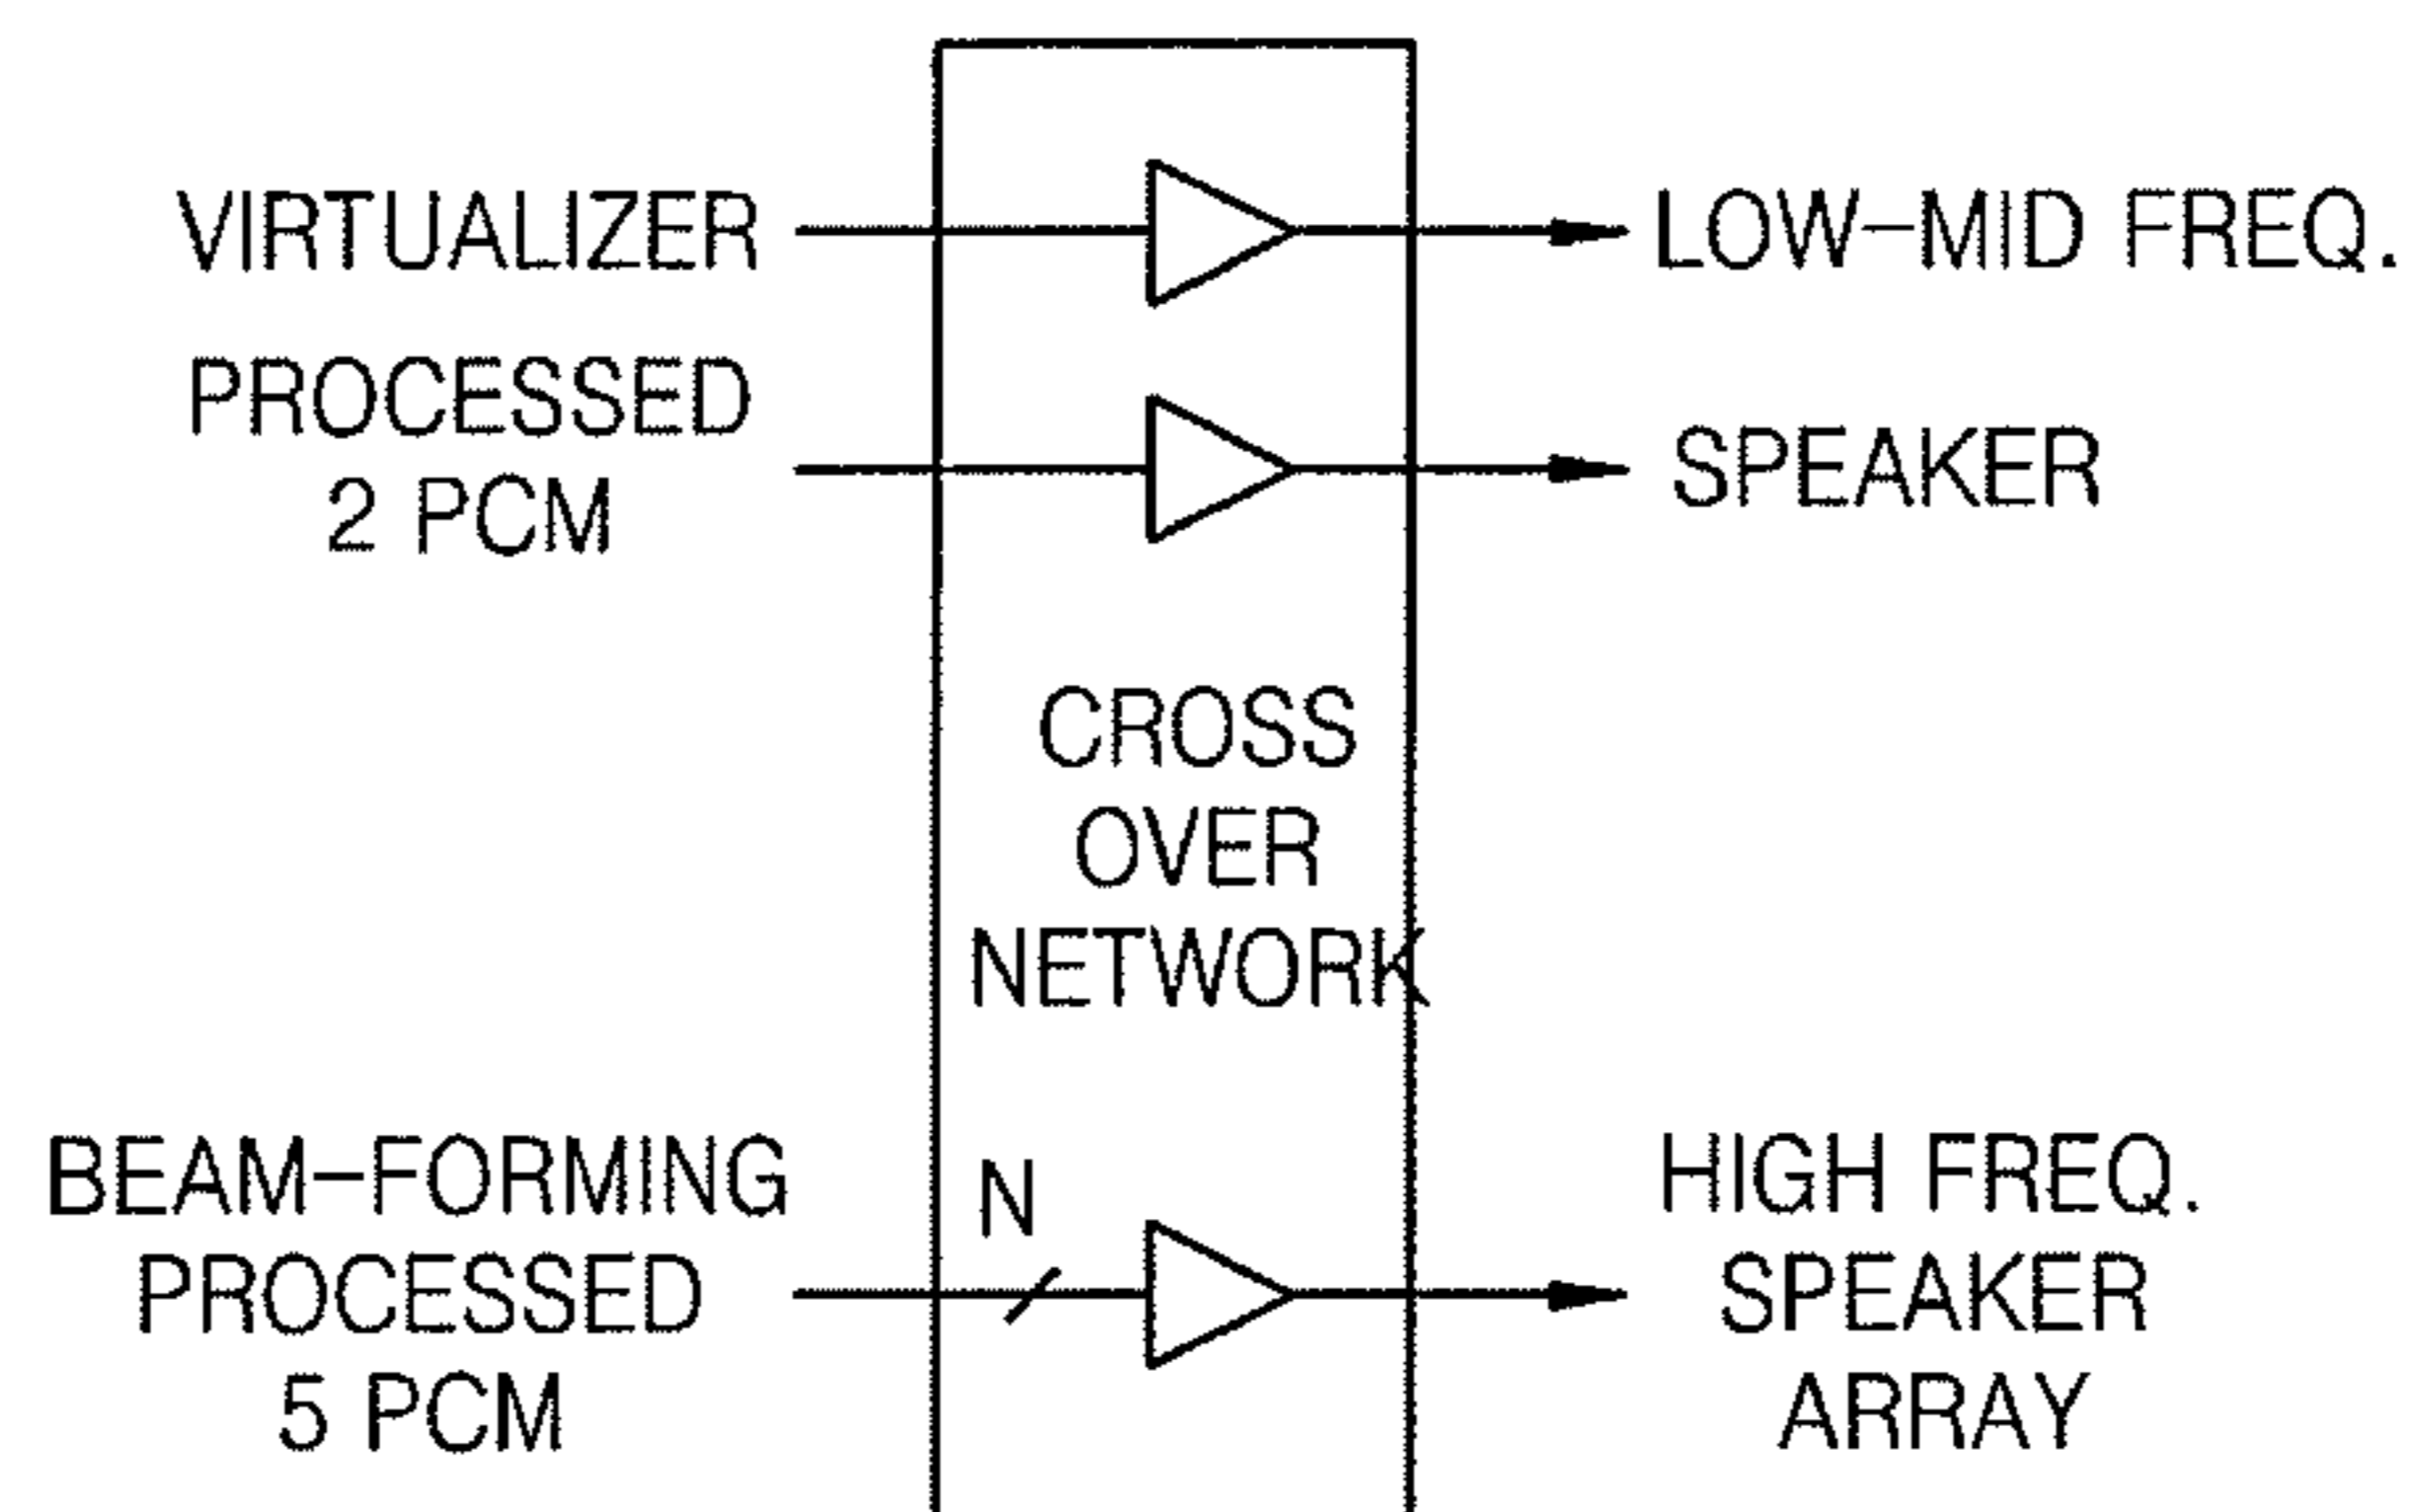 VIRTUALIZER
PROCESSED
2 PCM
LOW-MID FREQ.
SPEAKER
CROSS
OVER
NETWORK
BEAM-FORMING
PROCESSED
5 PCM
N
HIGH FREQ.
SPEAKER
ARRAY